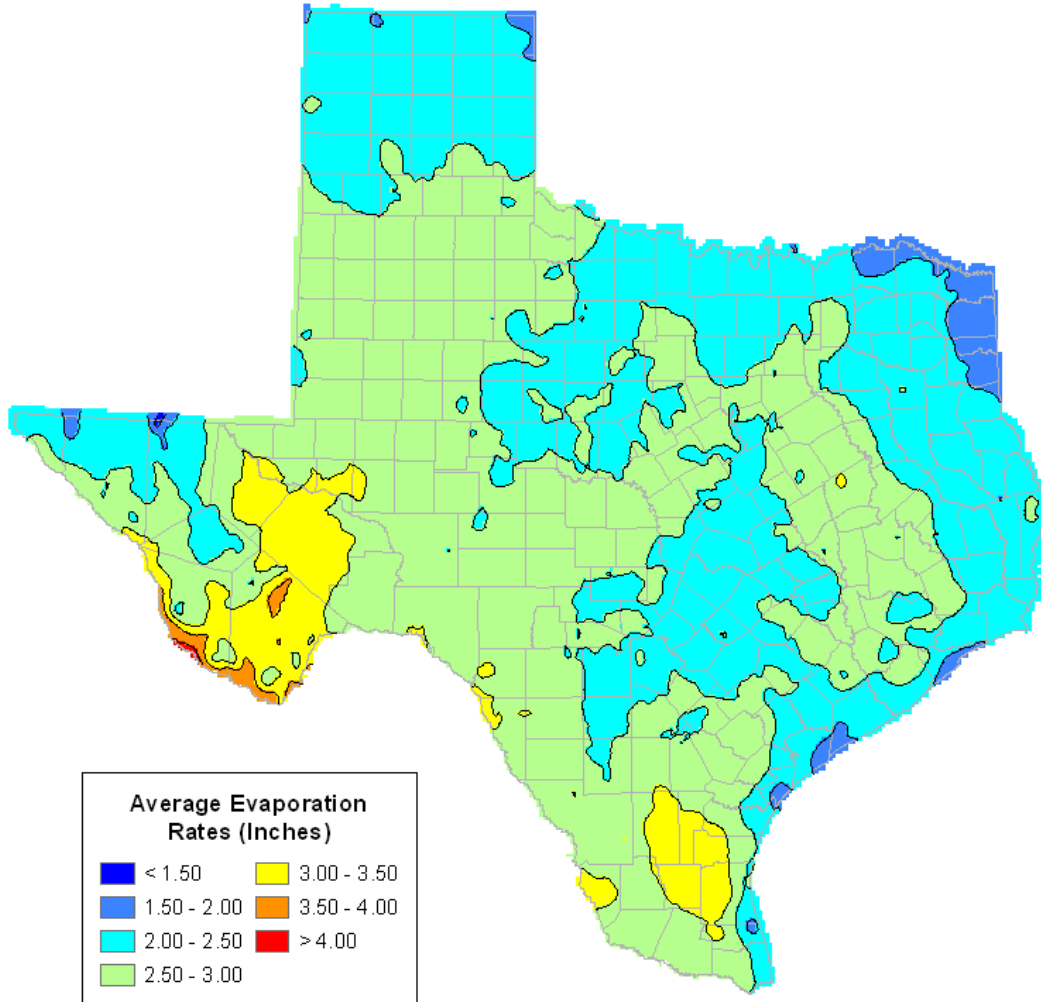 Average Evaporation
Rates (Inches)
< 1.50
1.50 - 2.00
2.00 - 2.50
2.50 - 3.00
3.00 - 3.50
3.50 - 4.00
> 4.00